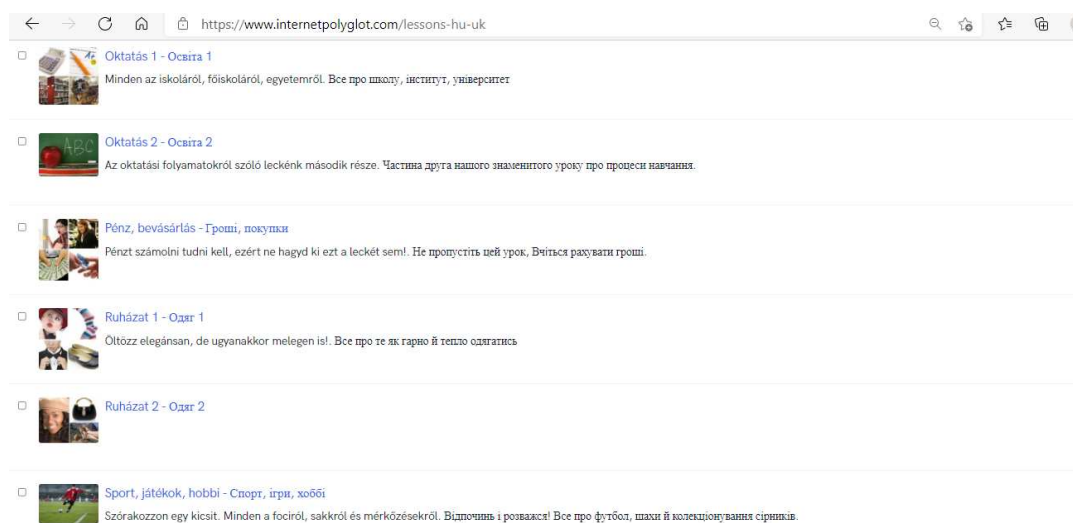 https://www.internetpolyglot.com/lessons-hu-uk
Oktatás 1 - Освіта 1
Minden az iskoláról, főiskoláról, egyetemről. Все про школу, інститут, університет
ABC
Oktatás 2 - Освіта 2
Az oktatási folyamatokról szóló leckénk második része. Частина друга нашого знаменитого уроку про процеси навчання.
Pénz, bevásárlás - Гроші, покупки
Pénzt számolni tudni kell, ezért ne hagyd ki ezt a leckét sem!. Не пропустіть цей урок, Вчіться рахувати гроші.
Ruházat 1 - Одяг 1
Öltözz elegánsan, de ugyanakkor melegen is!. Все про те як гарно й тепло одягатись
Ruházat 2 - Одяг 2
Sport, játékok, hobbi - Спорт, ігри, хоббі
Szórakozzon egy kicsit. Minden a fociról, sakkról és mérkőzésekről. Відпочинь і розважся! Все про футбол, шахи й колекціонування сірників.